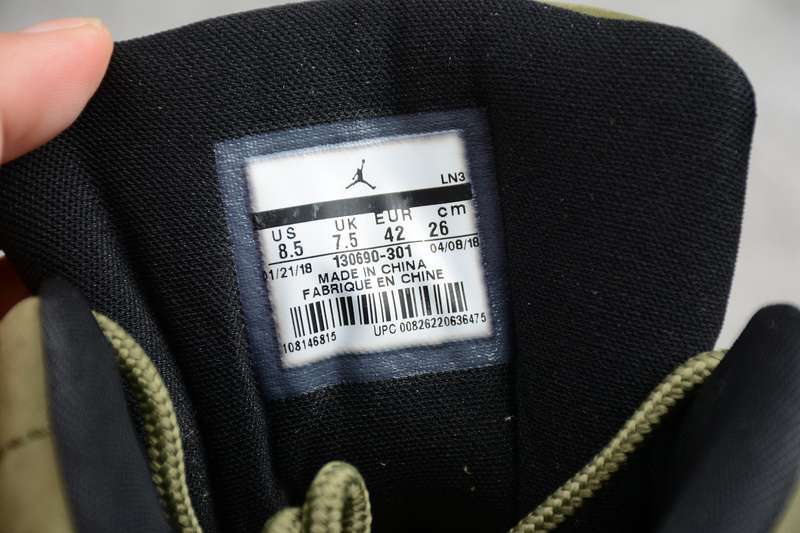 LN3
US UK EUR cm
8.5 7.5 42 26
01/21/18 130690-301 04/08/18
MADE IN CHINA
FABRIQUE EN CHINE
108146815 UPC 00826220636475